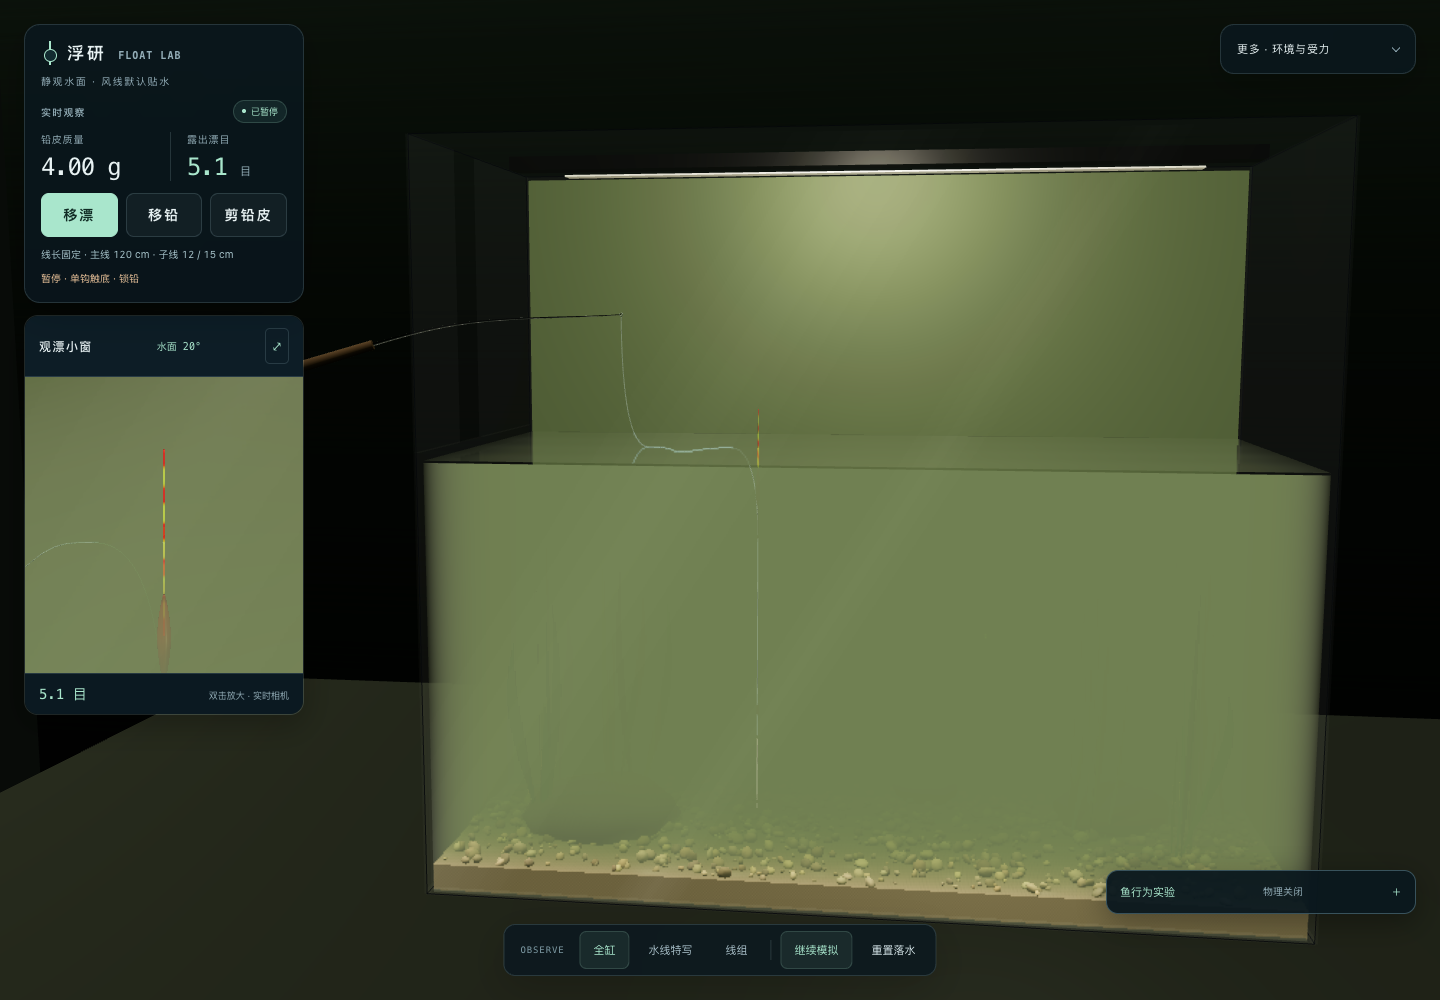 浮研 FLOAT LAB
静观水面 · 风线默认贴水
实时观察
已暂停
铅皮质量
4.00 g
露出漂目
5.1 目
移漂
移铅
剪铅皮
线长固定 · 主线 120 cm · 子线 12 / 15 cm
暂停 · 单钩触底 · 锁铅
观漂小窗
水面 20°
5.1 目
双击放大 · 实时相机
更多 · 环境与受力
鱼行为实验
物理关闭
+
OBSERVE
全缸
水线特写
线组
继续模拟
重置落水